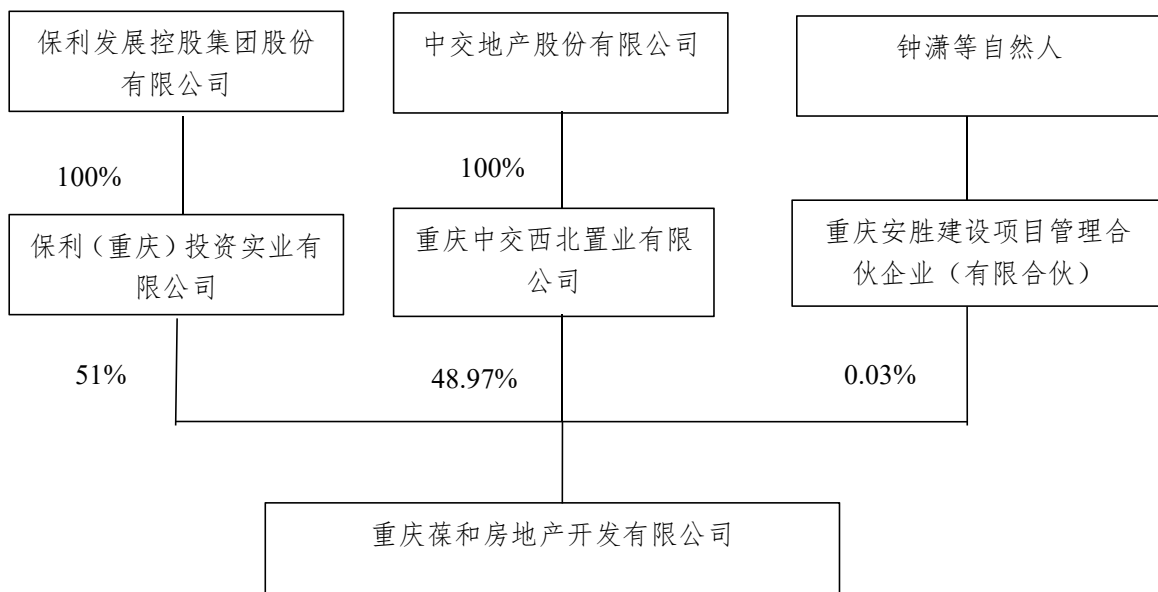 保利发展控股集团股份
有限公司
中交地产股份有限公司
钟潇等自然人
100%
100%
保利（重庆）投资实业有
限公司
重庆中交西北置业有限
公司
重庆安胜建设项目管理合
伙企业（有限合伙）
51%
48.97%
0.03%
重庆葆和房地产开发有限公司